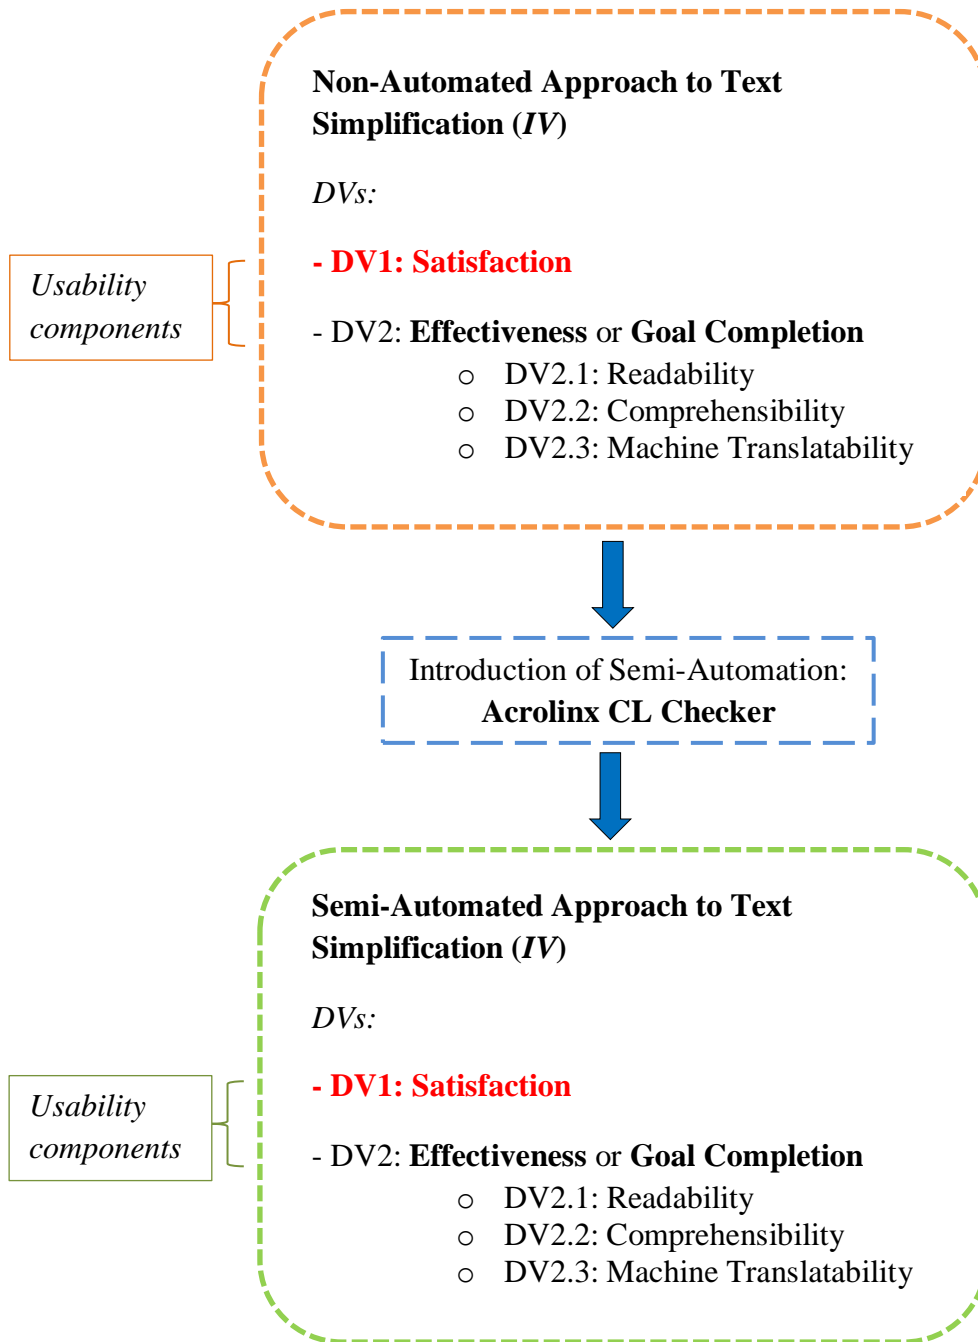 Non-Automated Approach to Text
Simplification (IV)
DVs:
- DV1: Satisfaction
Usability
components
- DV2: Effectiveness or Goal Completion
o DV2.1: Readability
o DV2.2: Comprehensibility
o DV2.3: Machine Translatability
Introduction of Semi-Automation:
Acrolinx CL Checker
Semi-Automated Approach to Text
Simplification (IV)
DVs:
- DV1: Satisfaction
Usability
components
- DV2: Effectiveness or Goal Completion
o DV2.1: Readability
o DV2.2: Comprehensibility
o DV2.3: Machine Translatability